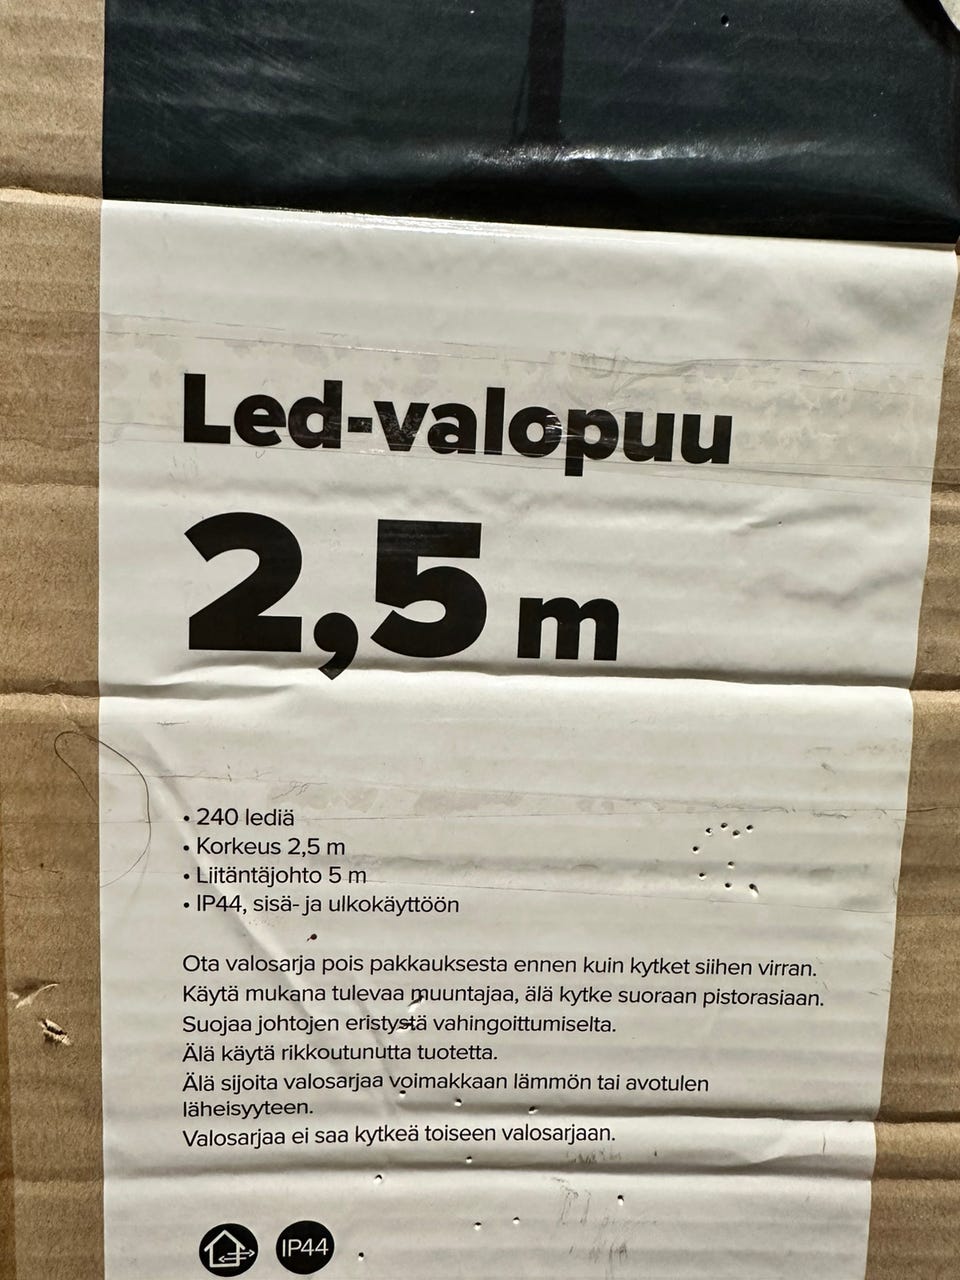 Led-valopuu
2,5 m
• 240 lediä
• Korkeus 2,5 m
• Liitäntäjohto 5 m
• IP44, sisä- ja ulkokäyttöön
Ota valosarja pois pakkauksesta ennen kuin kytket siihen virran.
Käytä mukana tulevaa muuntajaa, älä kytke suoraan pistorasiaan.
Suojaa johtojen eristystä vahingoittumiselta.
Älä käytä rikkoutunutta tuotetta.
Älä sijoita valosarjaa voimakkaan lämmön tai avotulen
läheisyyteen.
Valosarjaa ei saa kytkeä toiseen valosarjaan.
IP44